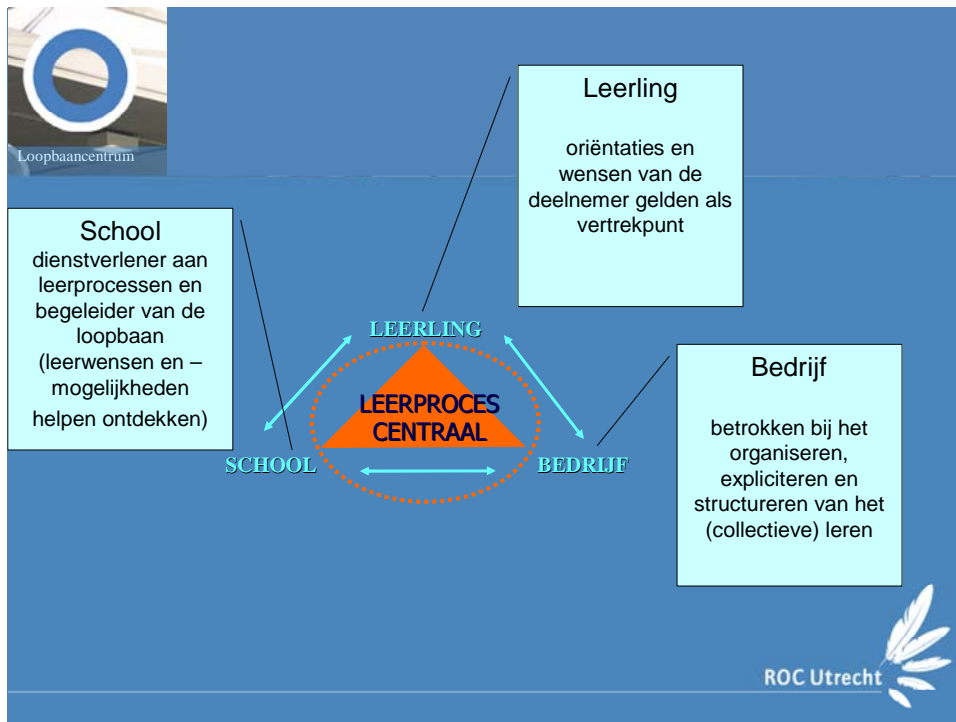 Loopbaancentrum
Leerling
oriëntaties en
wensen van de
deelnemer gelden als
vertrekpunt
School
dienstverlener aan
leerprocessen en
begeleider van de
loopbaan
(leerwensen en –
mogelijkheden
helpen ontdekken)
LEERLING
LEERPROCES
CENTRAAL
SCHOOL
BEDRIJF
Bedrijf
betrokken bij het
organiseren,
expliciteren en
structureren van het
(collectieve) leren
ROC Utrecht